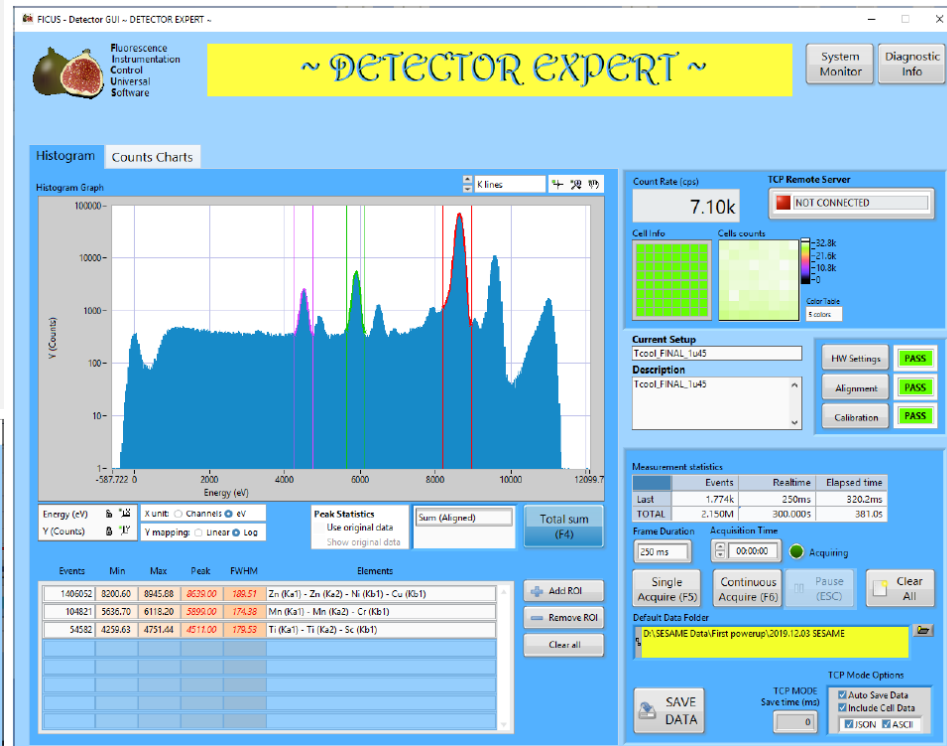 FICUS - Detector GUI ~ DETECTOR EXPERT ~
Fluorescence
Instrumentation
Control
Universal
Software
~ DETECTOR EXPERT ~
System
Monitor
Diagnostic
Info
Histogram
Counts Charts
Histogram Graph
K lines
100000
10000
1000
100
10
1
Y (Counts)
-587.722
0
2000
4000
6000
8000
10000
12099.7
Energy (eV)
Energy (eV)
Y (Counts)
X unit: Channels eV
Y mapping: Linear Log
Peak Statistics
Use original data
Show original data
Sum (Aligned)
Total sum
(F4)
Events Min Max Peak FWHM Elements
1406052 8200.60 8945.88 8639.00 189.51 Zn (Ka1) - Zn (Ka2) - Ni (Kb1) - Cu (Kb1)
104821 5636.70 6118.20 5899.00 174.38 Mn (Ka1) - Mn (Ka2) - Cr (Kb1)
54582 4259.63 4751.44 4511.00 179.53 Ti (Ka1) - Ti (Ka2) - Sc (Kb1)
Add ROI
Remove ROI
Clear all
Count Rate (cps)
7.10k
TCP Remote Server
NOT CONNECTED
Cell Info
Cells counts
32.8k
21.6k
10.8k
0
Color Table
5 colors
Current Setup
Tcool_FINAL_1u45
Description
Tcool_FINAL_1u45
HW Settings PASS
Alignment PASS
Calibration PASS
Measurement statistics
Events Realtime Elapsed time
Last 1.774k 250ms 320.2ms
TOTAL 2.150M 300.000s 381.0s
Frame Duration
250 ms
Acquisition Time
00:00:00
Acquiring
Single
Acquire (F5)
Continuous
Acquire (F6)
Pause
(ESC)
Clear
All
Default Data Folder
D:\SESAME Data\First powerup\2019.12.03 SESAME
SAVE
DATA
TCP MODE
Save time (ms)
0
TCP Mode Options
Auto Save Data
Include Cell Data
JSON ASCII